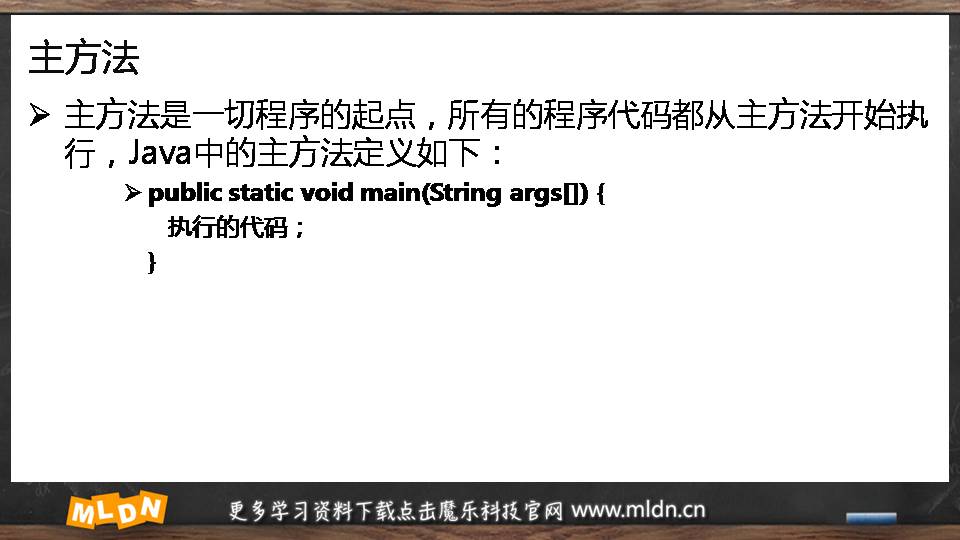 主方法
主方法是一切程序的起点，所有的程序代码都从主方法开始执
行，Java中的主方法定义如下：
public static void main(String args[]) {
执行的代码；
}
MLDN
更多学习资料下载点击魔乐科技官网 www.mldn.cn